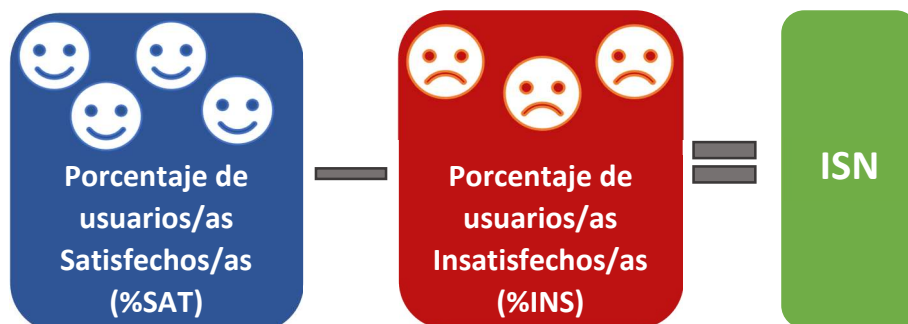 Porcentaje de
usuarios/as
Satisfechos/as
(%SAT)
Porcentaje de
usuarios/as
Insatisfechos/as
(%INS)
ISN